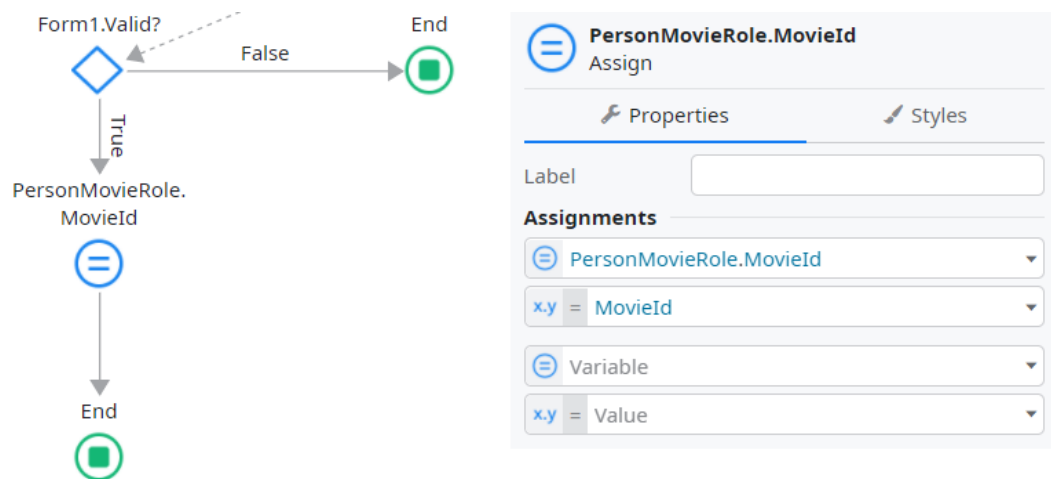 Form1.Valid?
End
False
True
PersonMovieRole.
MovieId
End
PersonMovieRole.MovieId
Assign
Properties
Styles
Label
Assignments
PersonMovieRole.MovieId
x.y = MovieId
Variable
x.y = Value